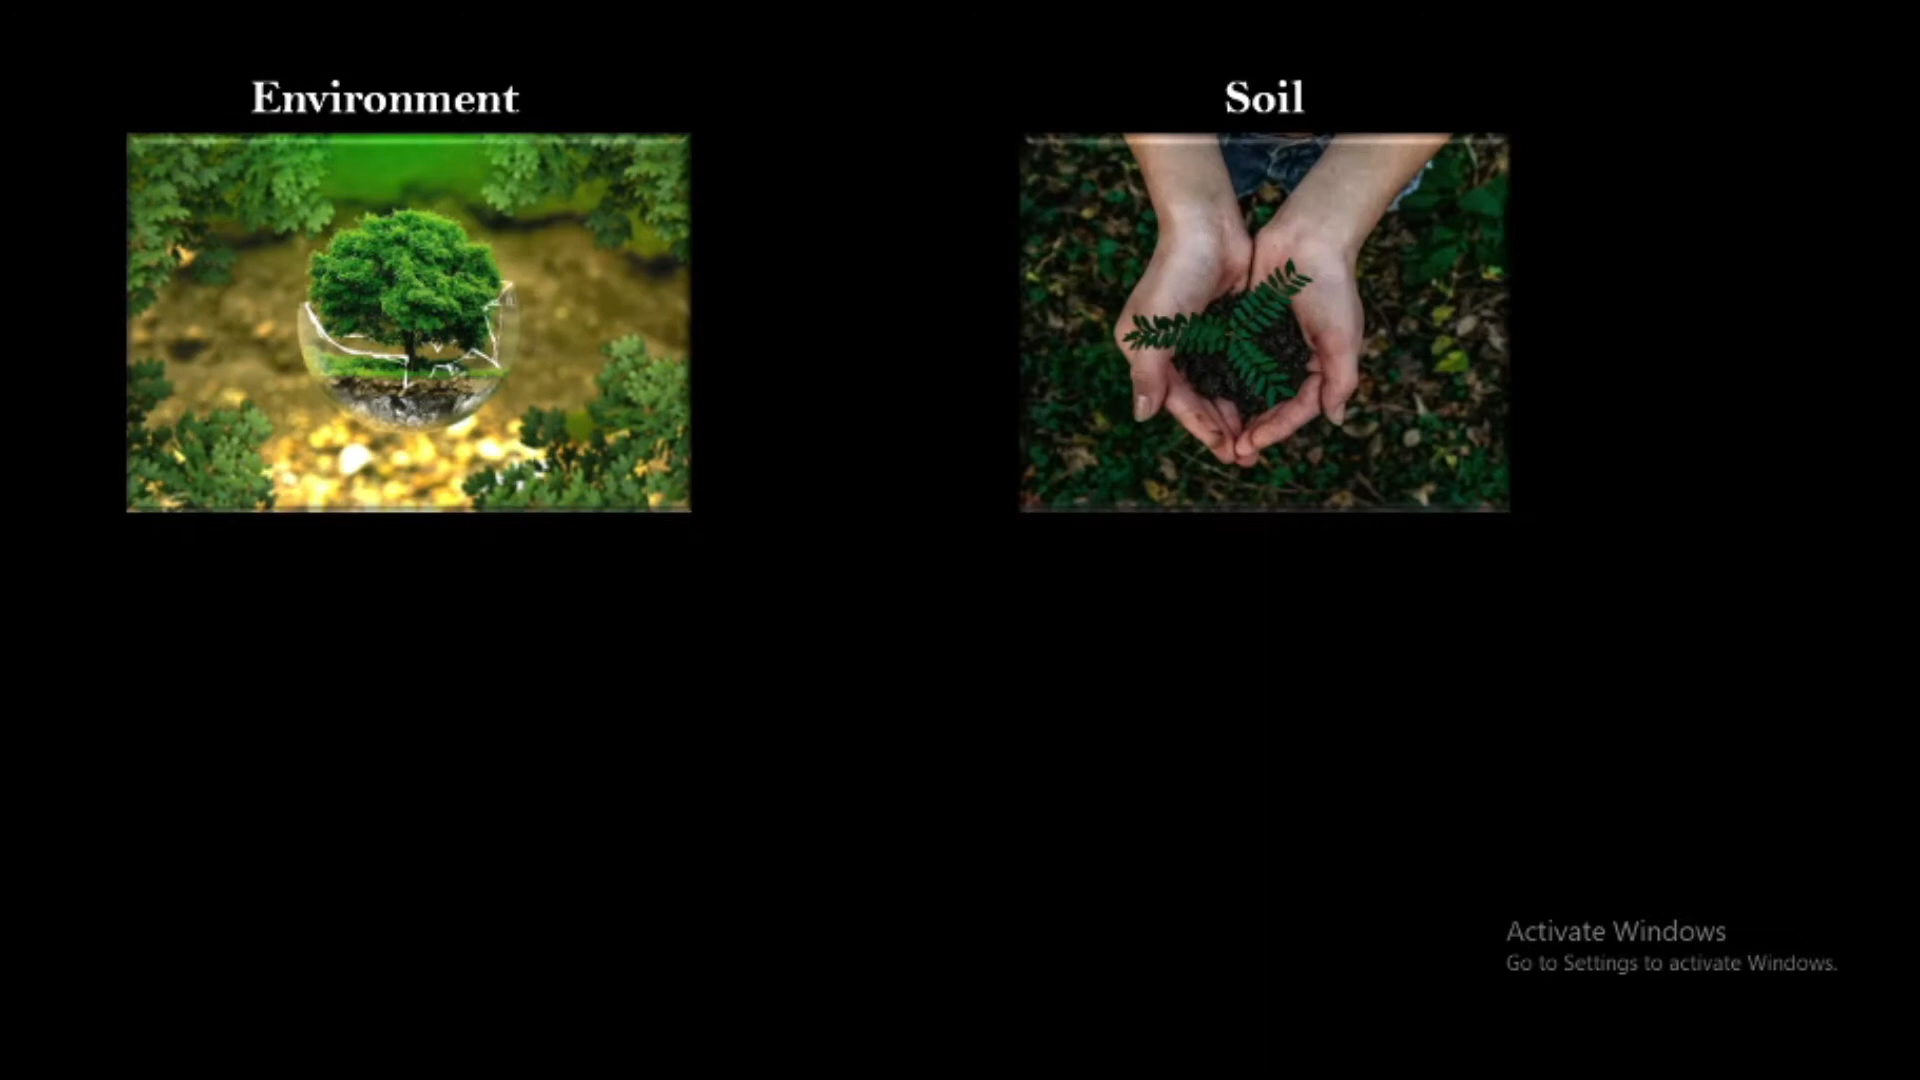 Environment
Soil
Activate Windows
Go to Settings to activate Windows.